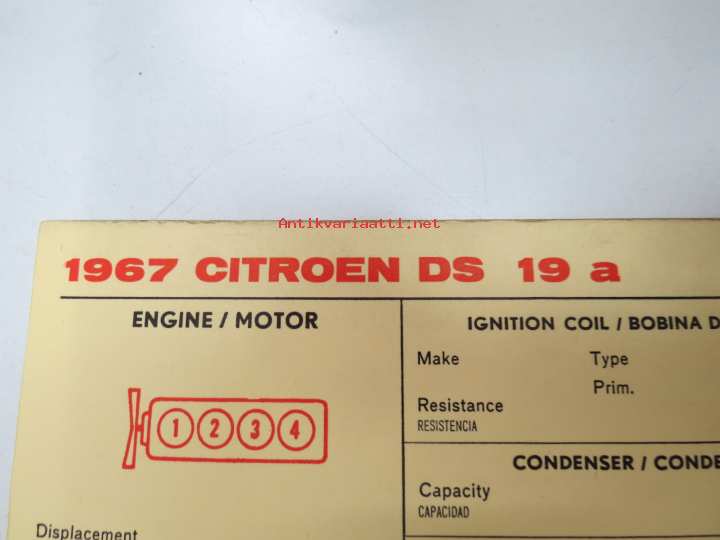 Antikvariaatti.net
1967 CITROEN DS 19 a
ENGINE / MOTOR
1 2 3 4
Displacement
IGNITION COIL / BOBINA D
Make Type
Prim.
Resistance
RESISTENCIA
CONDENSER / CONDE
Capacity
CAPACIDAD